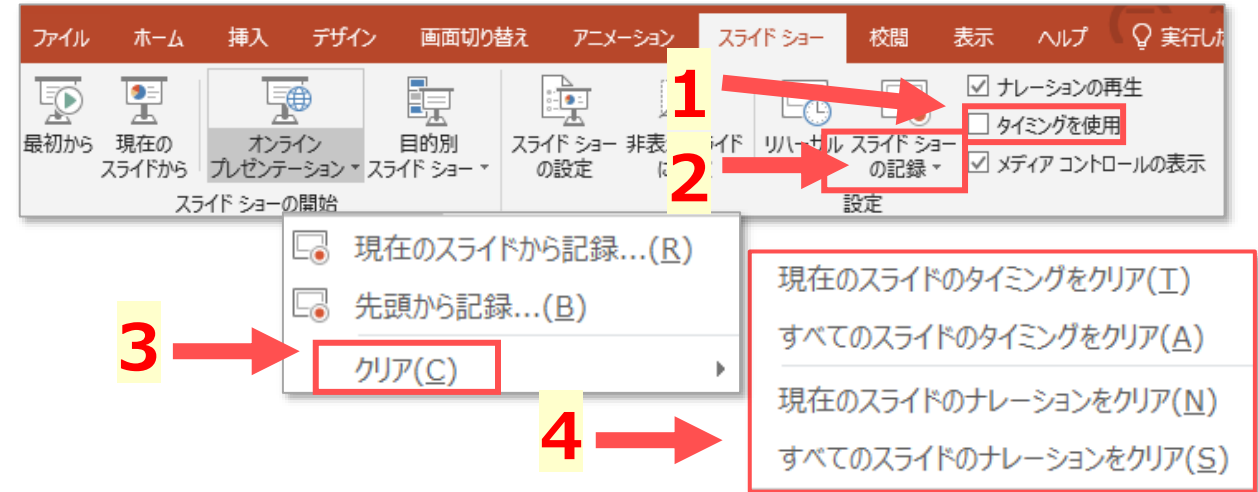 ファイル ホーム 挿入 デザイン 画面切り替え アニメーション スライド ショー 校閲 表示 ヘルプ 実行した
最初から
現在の
スライドから
オンライン
プレゼンテーション
目的別
スライド ショー
スライド ショー
の設定
非表
ライド
に
リハーサル
スライド ショー
の記録
ナレーションの再生
タイミングを使用
メディア コントロールの表示
スライド ショーの開始
設定
1
2
現在のスライドから記録...(R)
先頭から記録...(B)
3
クリア(C)
4
現在のスライドのタイミングをクリア(T)
すべてのスライドのタイミングをクリア(A)
現在のスライドのナレーションをクリア(N)
すべてのスライドのナレーションをクリア(S)